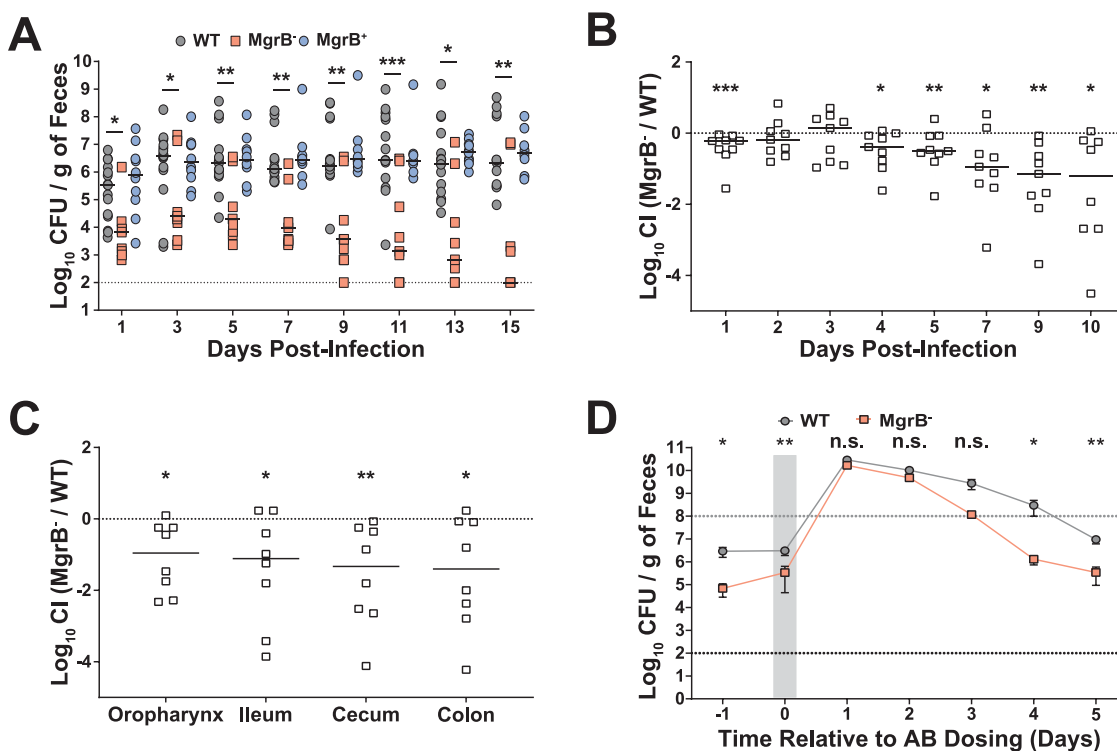 A
WT MgrB⁻ MgrB⁺
Log₁₀ CFU / g of Feces
10
9
8
7
6
5
4
3
2
1
* * ** ** ** *** * **
1 3 5 7 9 11 13 15
Days Post-Infection
B
Log₁₀ CI (MgrB⁻ / WT)
2
0
-2
-4
*** * ** * ** *
1 2 3 4 5 7 9 10
Days Post-Infection
C
Log₁₀ CI (MgrB⁻ / WT)
2
0
-2
-4
* * ** *
Oropharynx Ileum Cecum Colon
D
WT MgrB⁻
Log₁₀ CFU / g of Feces
11
10
9
8
7
6
5
4
3
2
1
0
* ** n.s. n.s. n.s. * **
-1 0 1 2 3 4 5
Time Relative to AB Dosing (Days)